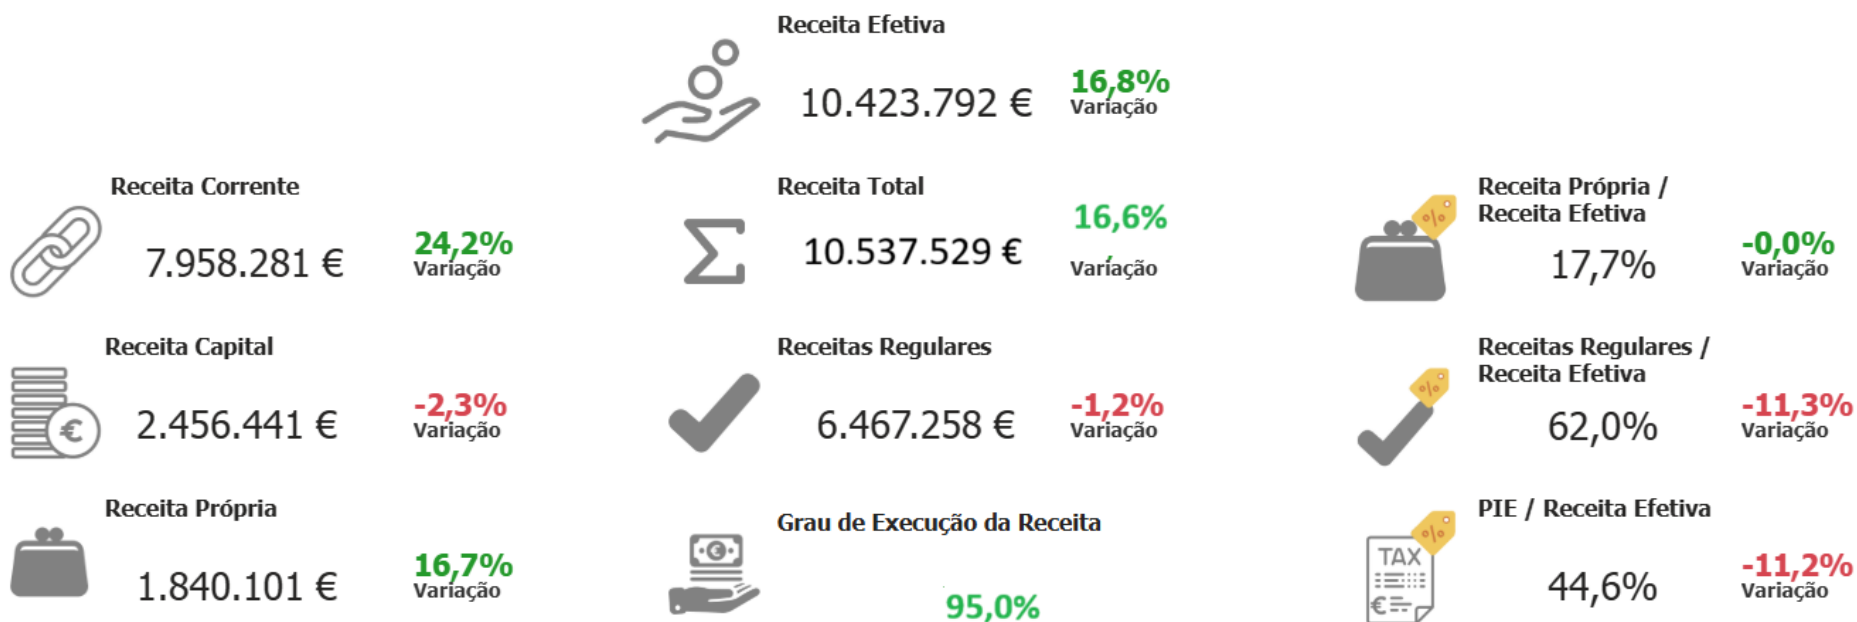 Receita Efetiva
10.423.792 €
16,8%
Variação
Receita Corrente
7.958.281 €
24,2%
Variação
Receita Total
10.537.529 €
16,6%
Variação
Receita Própria /
Receita Efetiva
17,7%
-0,0%
Variação
Receita Capital
2.456.441 €
-2,3%
Variação
Receitas Regulares
6.467.258 €
-1,2%
Variação
Receitas Regulares /
Receita Efetiva
62,0%
-11,3%
Variação
Receita Própria
1.840.101 €
16,7%
Variação
Grau de Execução da Receita
95,0%
PIE / Receita Efetiva
TAX
€
44,6%
-11,2%
Variação